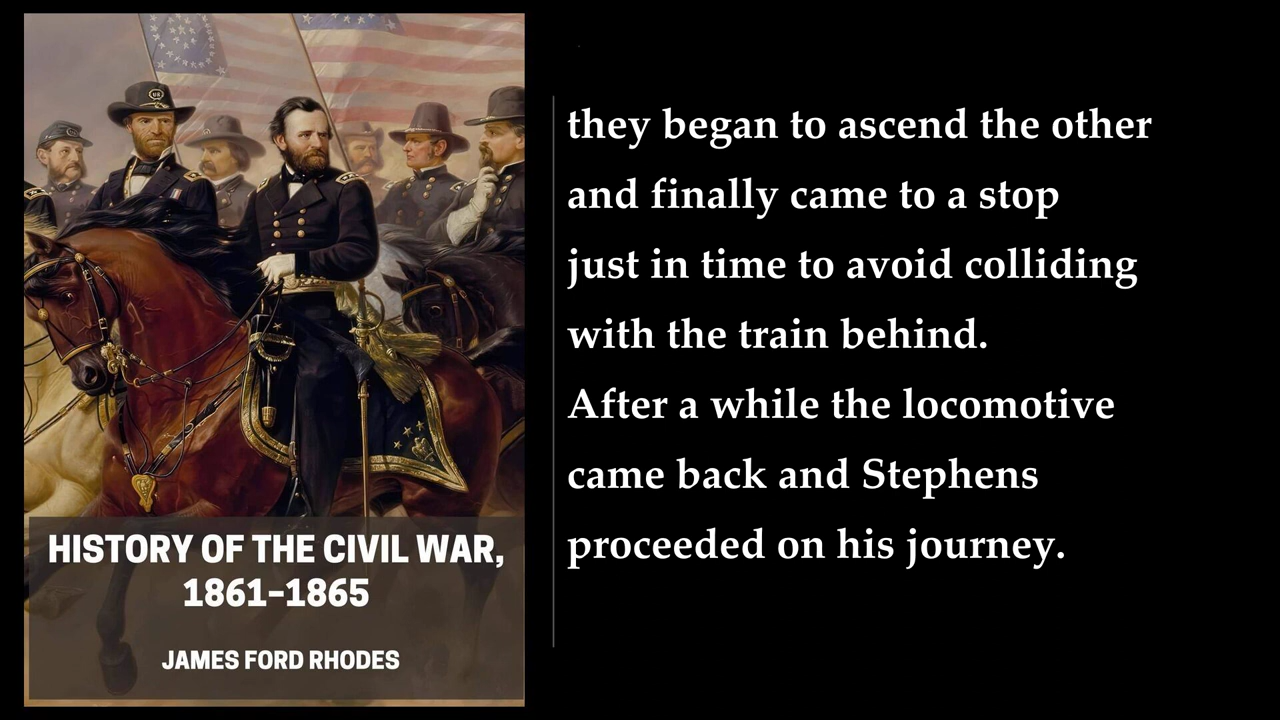 they began to ascend the other
and finally came to a stop
just in time to avoid colliding
with the train behind.
After a while the locomotive
came back and Stephens
proceeded on his journey.
HISTORY OF THE CIVIL WAR,
1861–1865
JAMES FORD RHODES